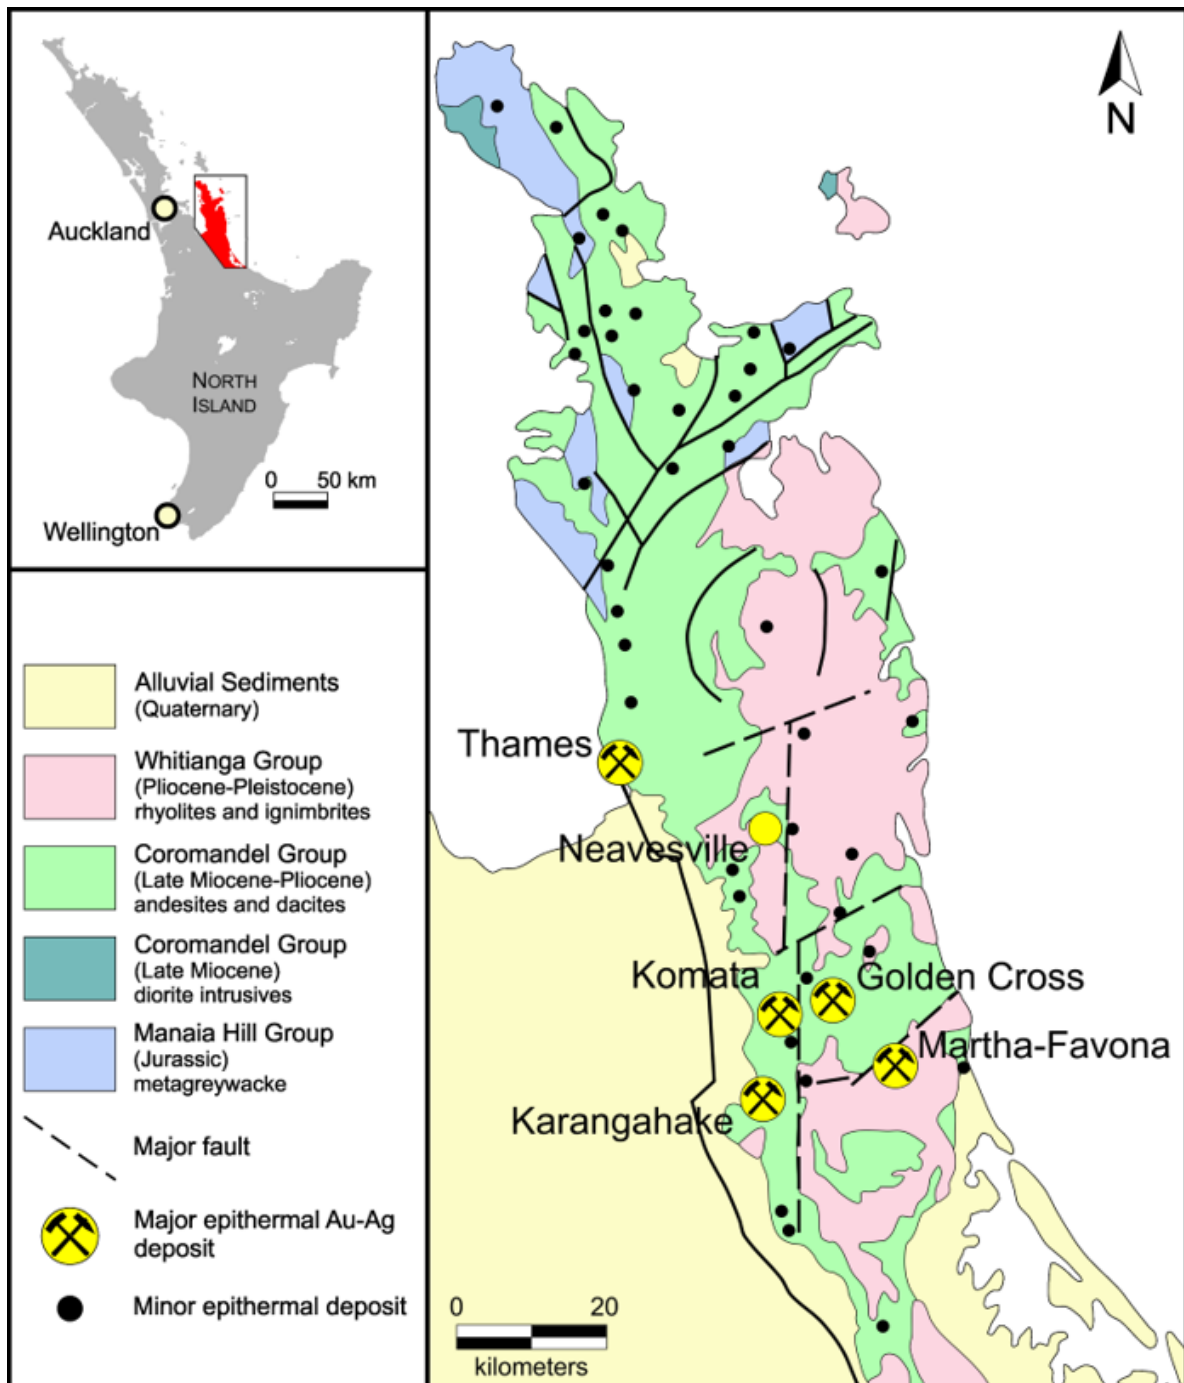 Auckland
NORTH
ISLAND
0 50 km
Wellington
N
Alluvial Sediments
(Quaternary)
Whitianga Group
(Pliocene-Pleistocene)
rhyolites and ignimbrites
Coromandel Group
(Late Miocene-Pliocene)
andesites and dacites
Coromandel Group
(Late Miocene)
diorite intrusives
Manaia Hill Group
(Jurassic)
metagreywacke
Major fault
Major epithermal Au-Ag
deposit
Minor epithermal deposit
Thames
Neavesville
Komata
Golden Cross
Martha-Favona
Karangahake
0 20
kilometers